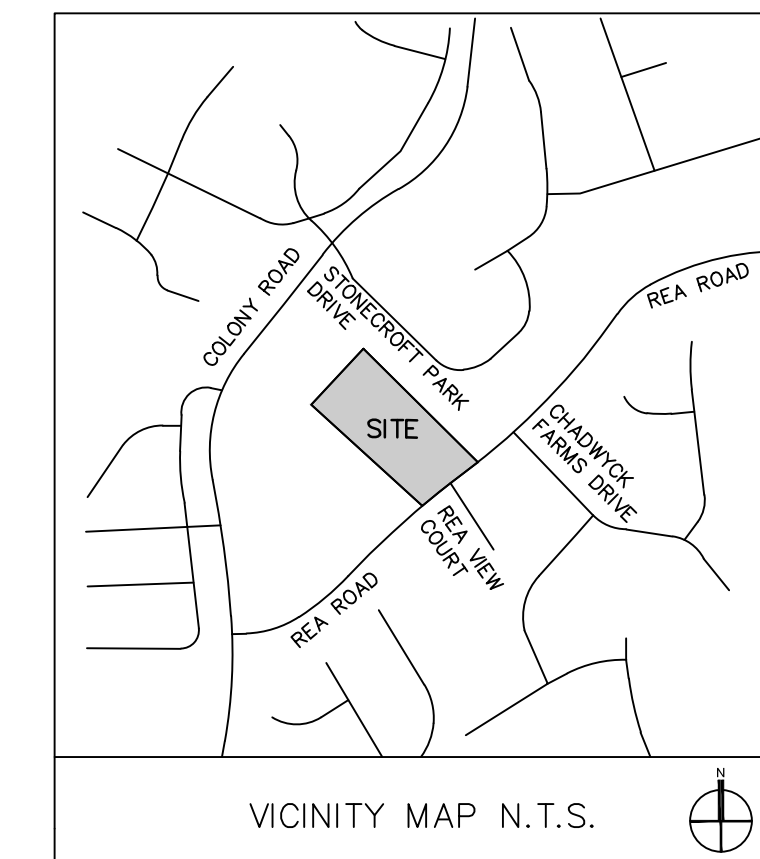 COLONY ROAD
STONECROFT PARK
DRIVE
REA ROAD
SITE
CHADWYCK
FARMS DRIVE
REA VIEW
COURT
REA ROAD
N
VICINITY MAP N.T.S.